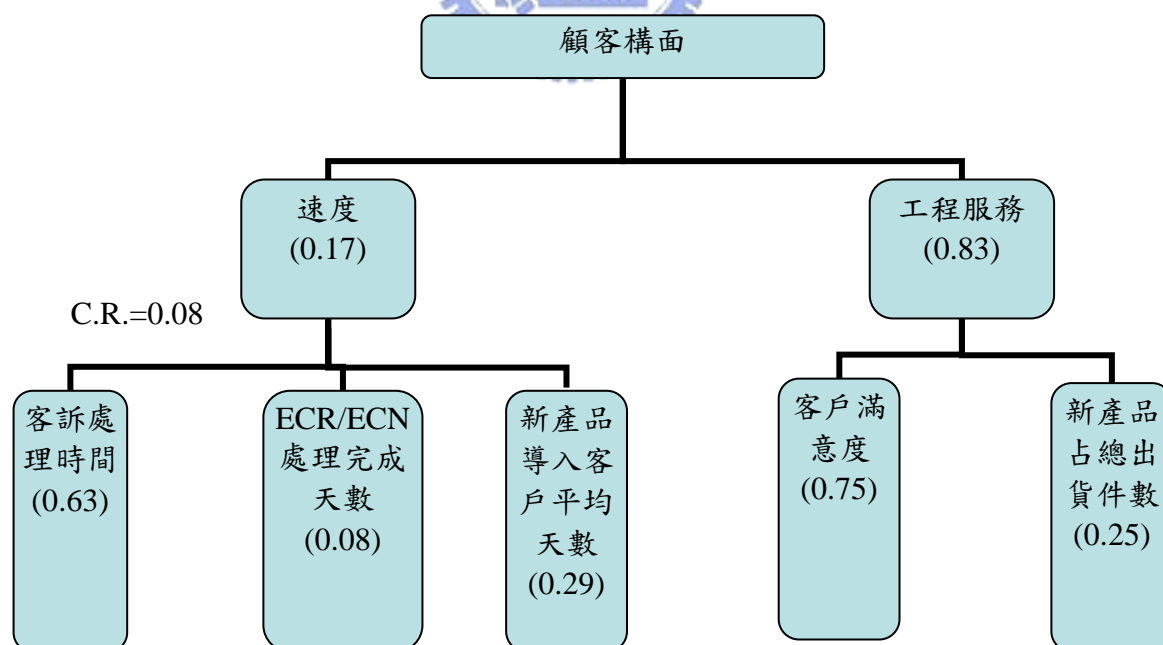 顧客構面
速度
(0.17)
工程服務
(0.83)
C.R.=0.08
客訴處
理時間
(0.63)
ECR/ECN
處理完成
天數
(0.08)
新產品
導入客
戶平均
天數
(0.29)
客戶滿
意度
(0.75)
新產品
占總出
貨件數
(0.25)